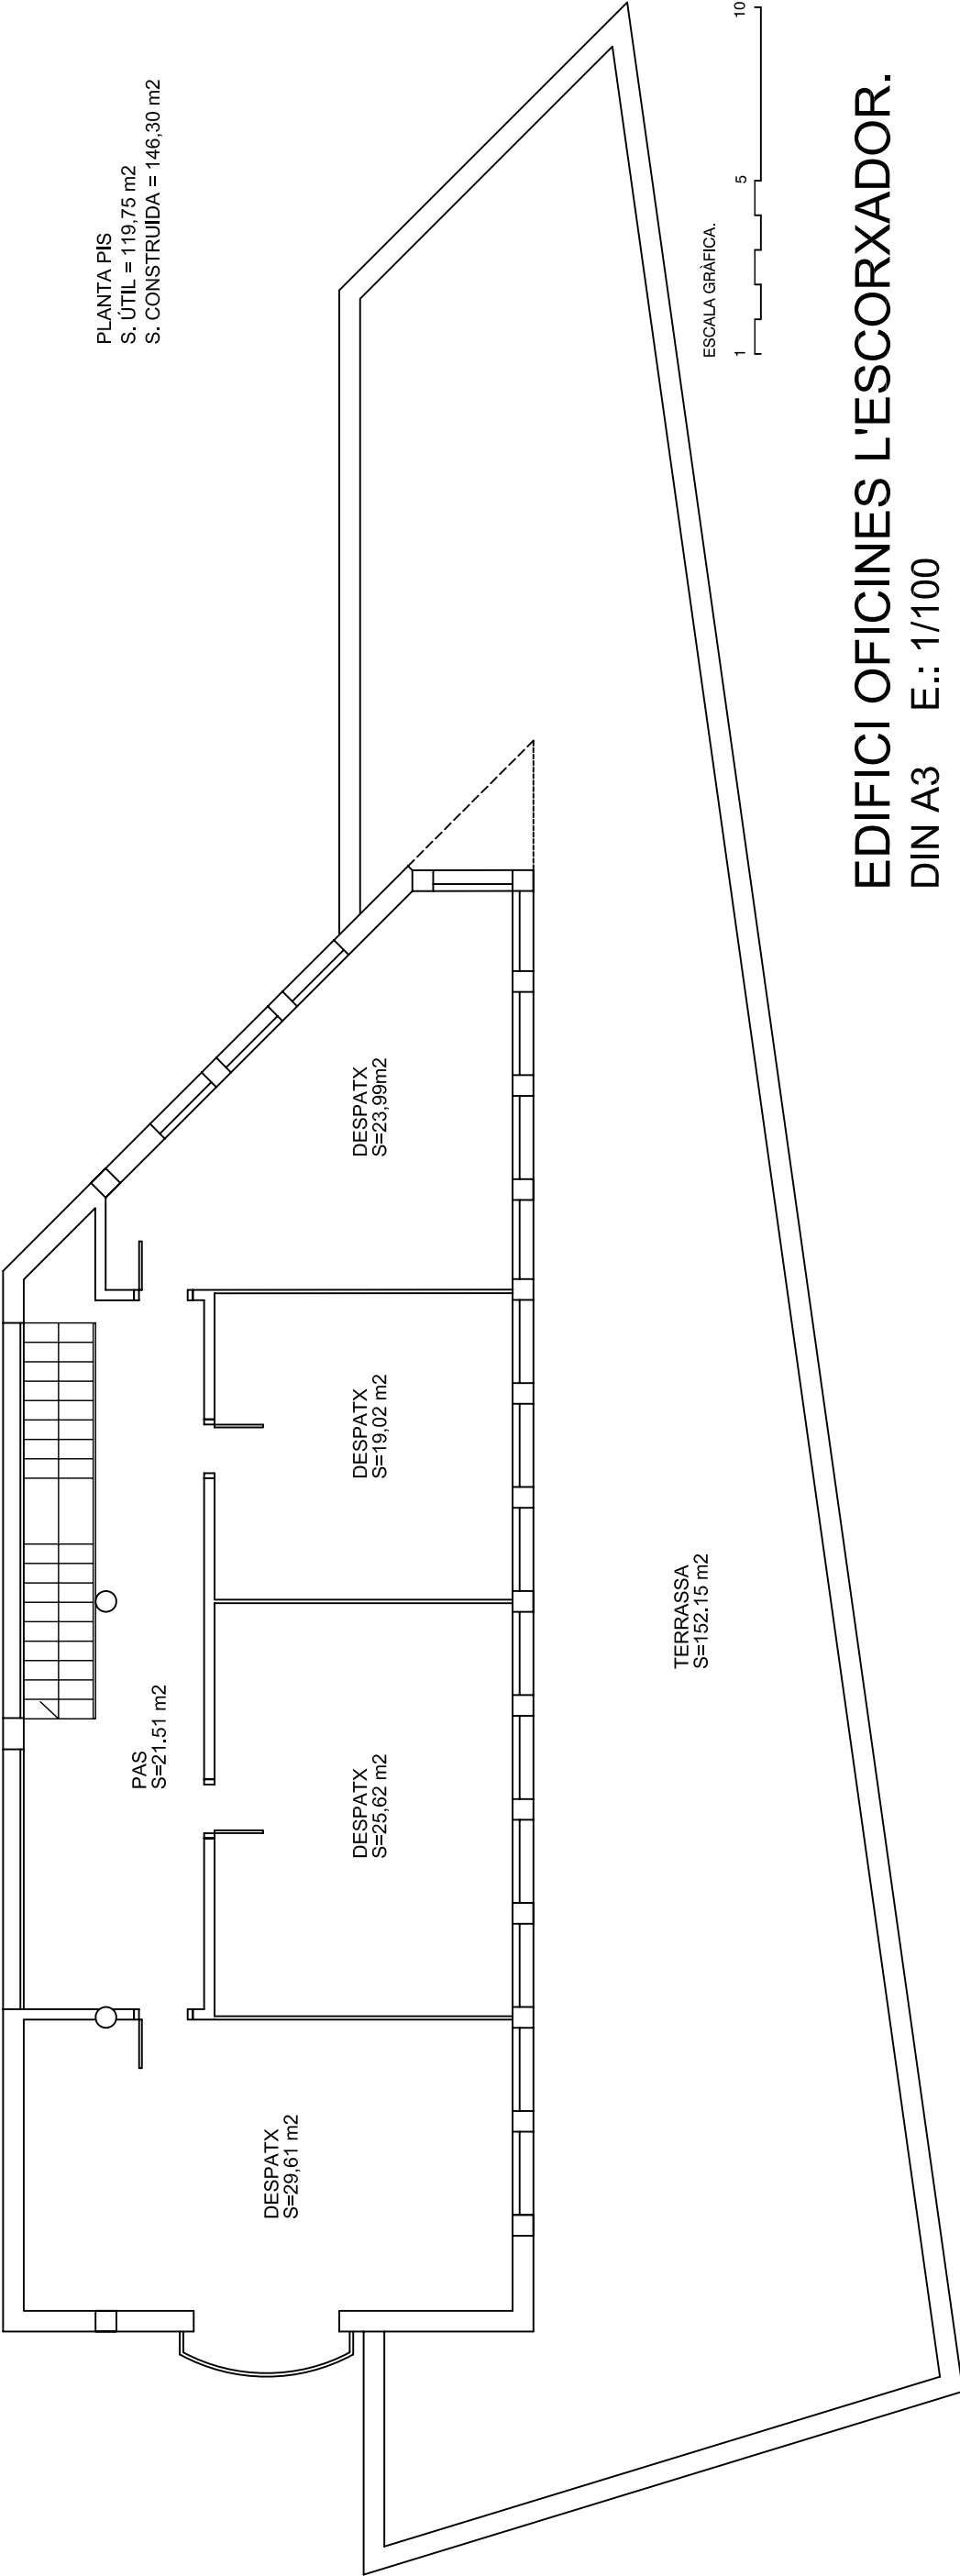 PLANTA PIS
S. ÚTIL = 119,75 m2
S. CONSTRUIDA = 146,30 m2
PAS
S=21.51 m2
DESPATX
S=29,61 m2
DESPATX
S=25,62 m2
DESPATX
S=19,02 m2
DESPATX
S=23,99m2
TERRASSA
S=152.15 m2
ESCALA GRÀFICA.
1 5 10
EDIFICI OFICINES L'ESCORXADOR.
DIN A3 E.: 1/100